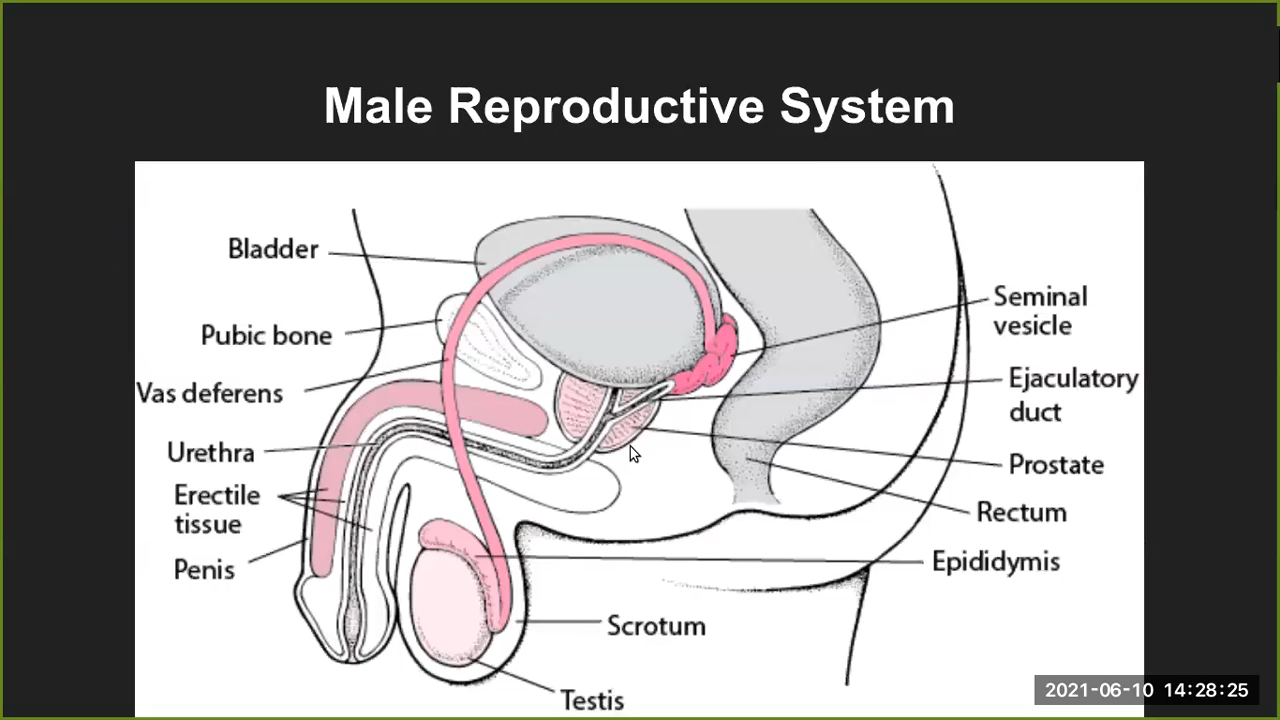 Male Reproductive System
Bladder
Pubic bone
Vas deferens
Urethra
Erectile
tissue
Penis
Seminal
vesicle
Ejaculatory
duct
Prostate
Rectum
Epididymis
Scrotum
Testis
2021-06-10 14:28:25